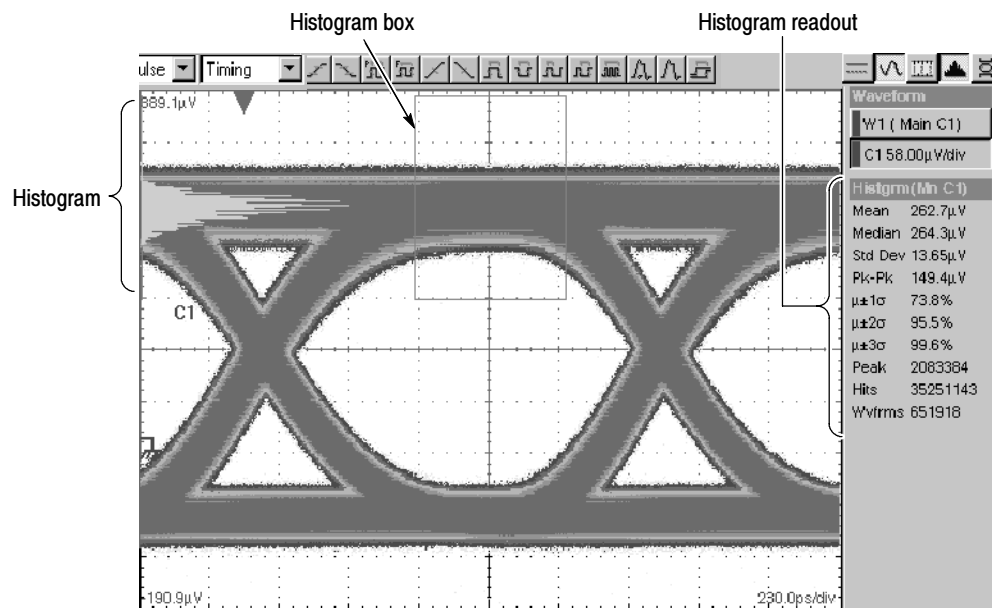 Histogram box
Histogram readout
Histogram
ulse
Timing
389.1µV
C1
-190.9µV
230.0ps/div
Waveform
W1 ( Main C1)
C1 58.00µV/div
Histgrm(Mn C1)
Mean 262.7µV
Median 264.3µV
Std Dev 13.65µV
Pk-Pk 149.4µV
µ±1σ 73.8%
µ±2σ 95.5%
µ±3σ 99.6%
Peak 2083384
Hits 35251143
Wvfrms 651918